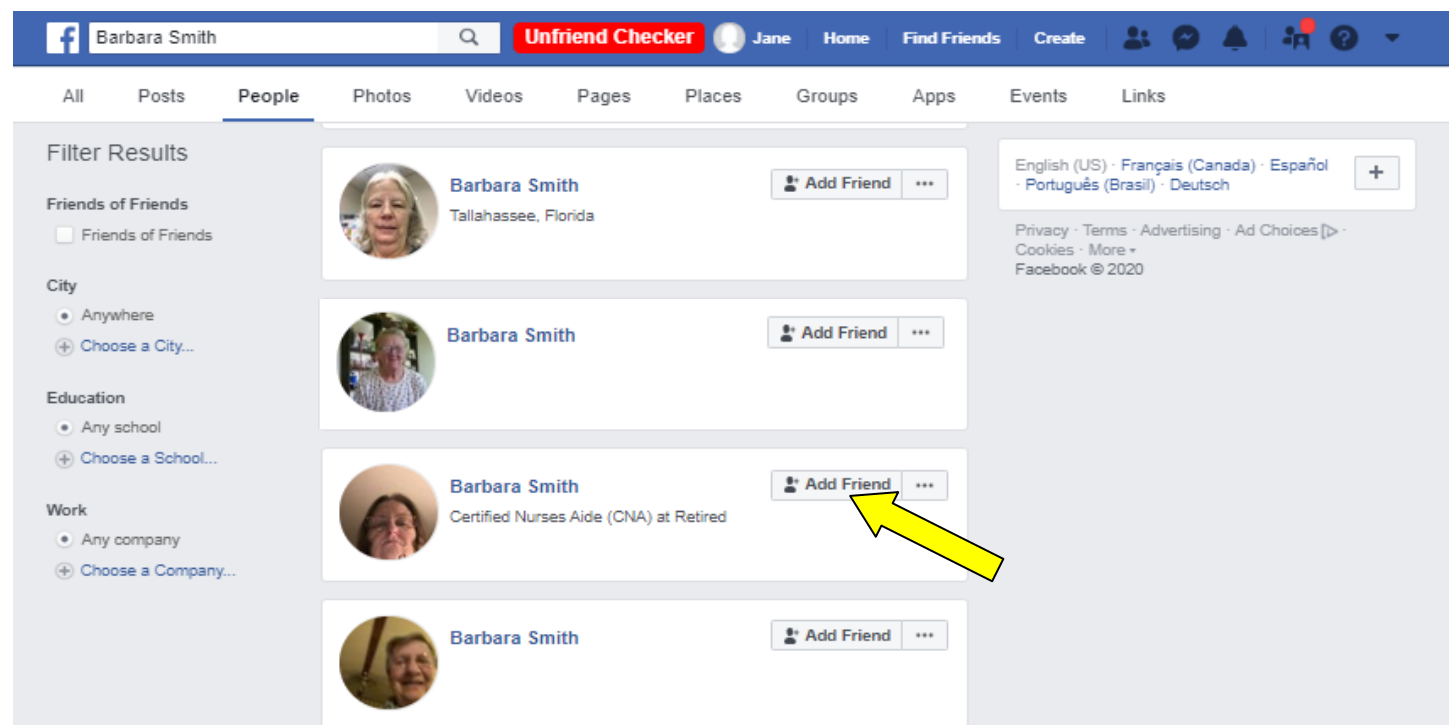 f Barbara Smith Unfriend Checker Jane Home Find Friends Create
All Posts People Photos Videos Pages Places Groups Apps Events Links
Filter Results
Friends of Friends
Friends of Friends
City
Anywhere
Choose a City...
Education
Any school
Choose a School...
Work
Any company
Choose a Company...
Barbara Smith
Add Friend ...
Tallahassee, Florida
Barbara Smith
Add Friend ...
Barbara Smith
Add Friend ...
Certified Nurses Aide (CNA) at Retired
Barbara Smith
Add Friend ...
English (US) · Français (Canada) · Español
· Português (Brasil) · Deutsch
+
Privacy · Terms · Advertising · Ad Choices ·
Cookies · More
Facebook © 2020